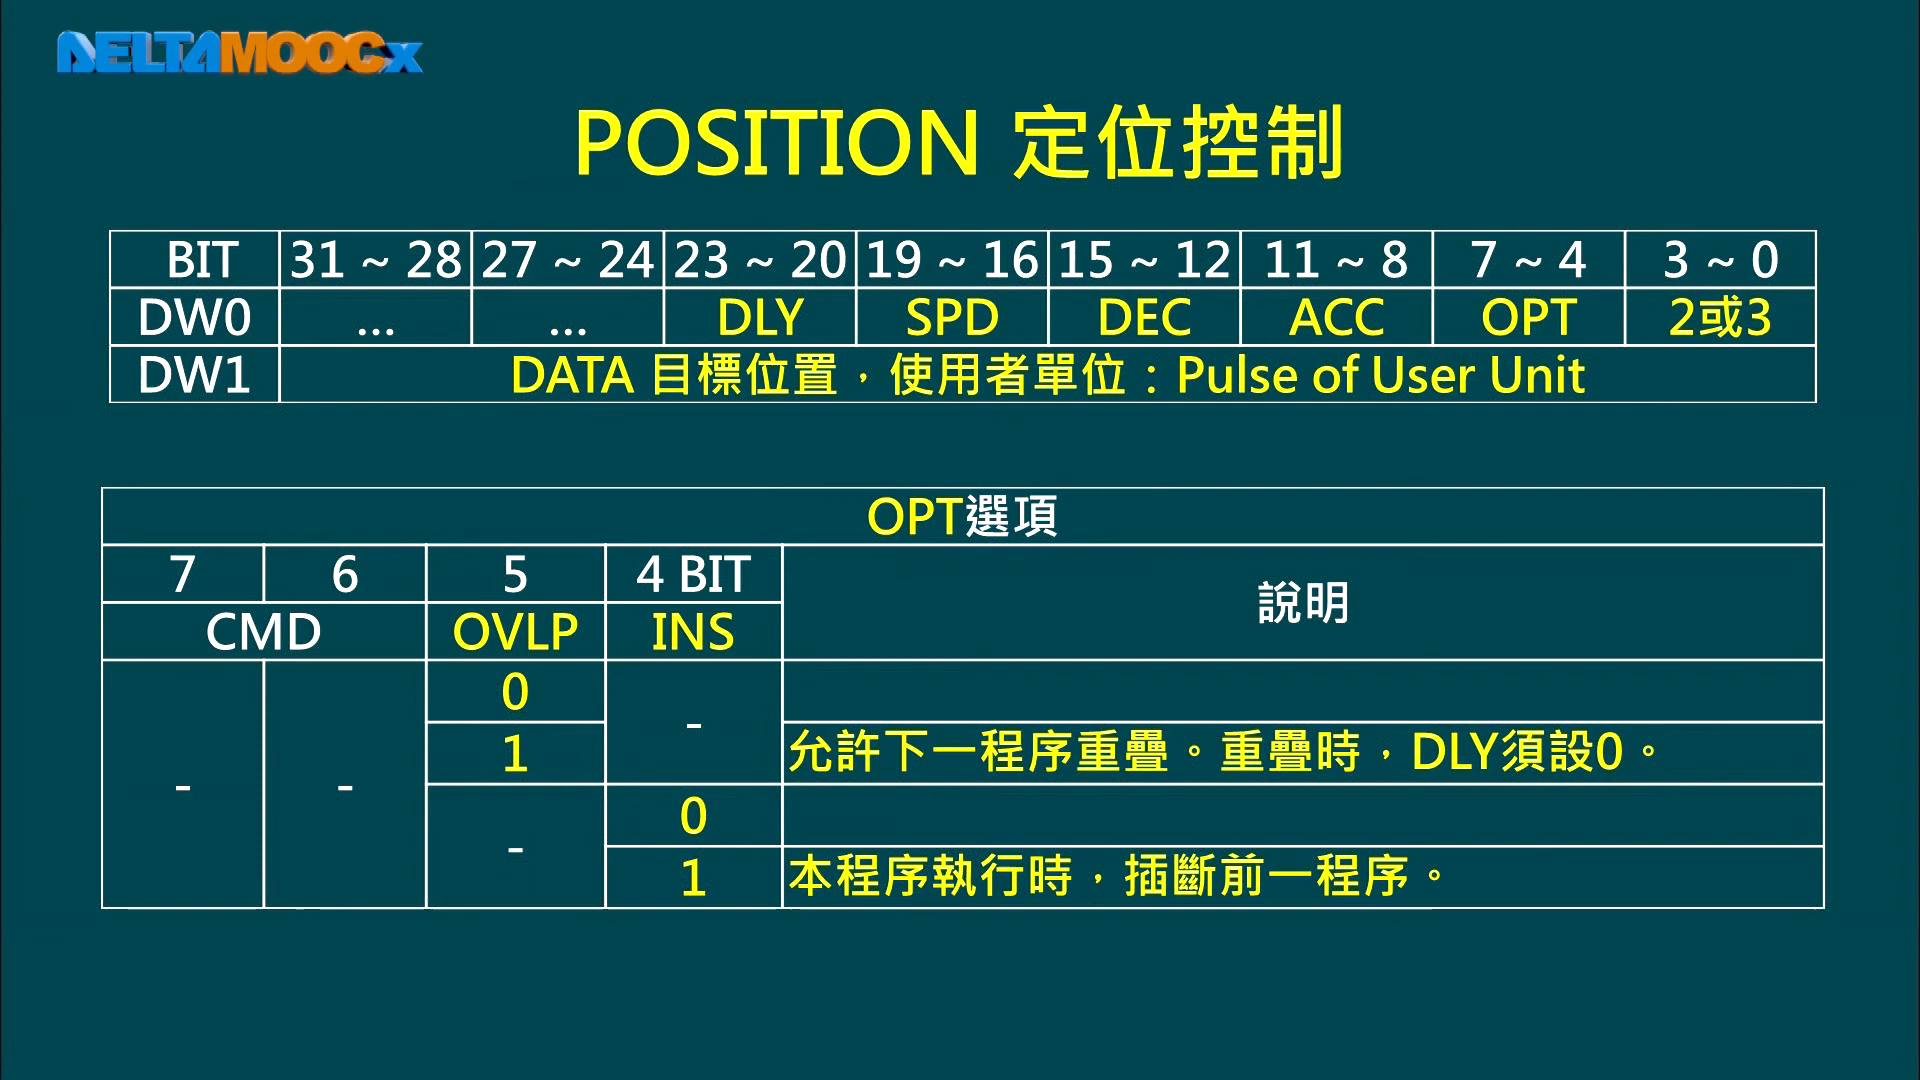 DELTAMOOCx
POSITION 定位控制
BIT 31 ~ 28 27 ~ 24 23 ~ 20 19 ~ 16 15 ~ 12 11 ~ 8 7 ~ 4 3 ~ 0
DW0 ... ... DLY SPD DEC ACC OPT 2或3
DW1 DATA 目標位置，使用者單位：Pulse of User Unit
OPT選項
7 6 5 4 BIT 說明
CMD OVLP INS
- - 0 -
1 允許下一程序重疊。重疊時，DLY須設0。
- 0
1 本程序執行時，插斷前一程序。